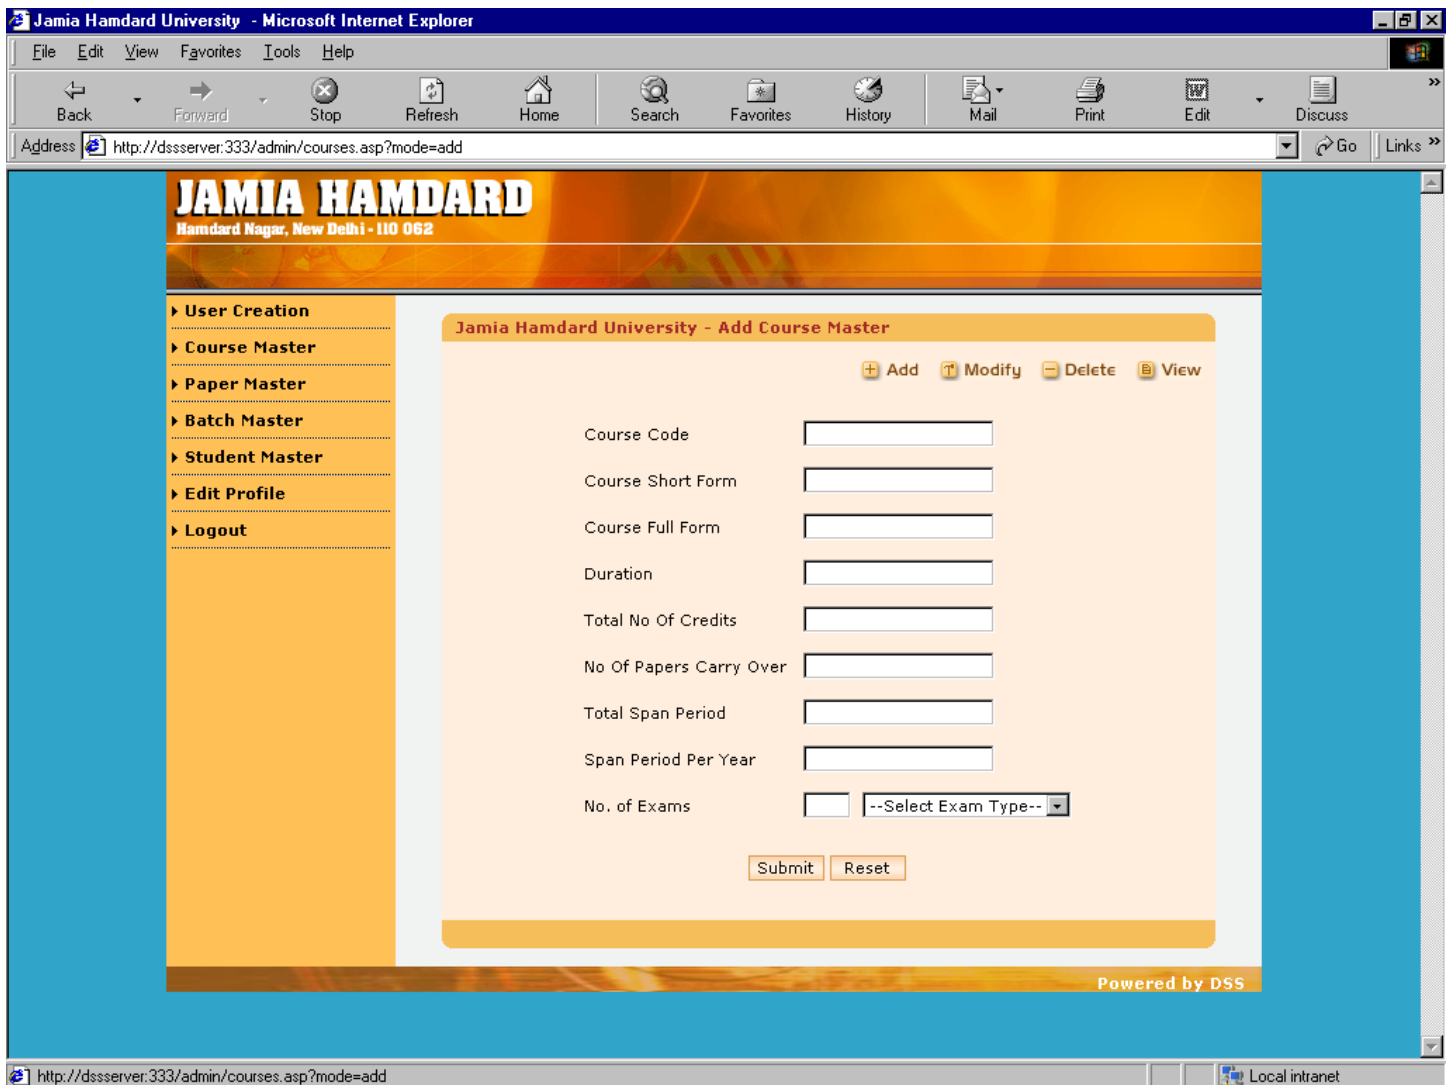 Jamia Hamdard University - Microsoft Internet Explorer
File Edit View Favorites Tools Help
Back Forward Stop Refresh Home Search Favorites History Mail Print Edit Discuss »
Address http://dssserver:333/admin/courses.asp?mode=add Go Links »
JAMIA HAMDARD
Hamdard Nagar, New Delhi - 110 062
User Creation
Course Master
Paper Master
Batch Master
Student Master
Edit Profile
Logout
Jamia Hamdard University - Add Course Master
Add Modify Delete View
Course Code
Course Short Form
Course Full Form
Duration
Total No Of Credits
No Of Papers Carry Over
Total Span Period
Span Period Per Year
No. of Exams --Select Exam Type--
Submit Reset
Powered by DSS
http://dssserver:333/admin/courses.asp?mode=add Local intranet